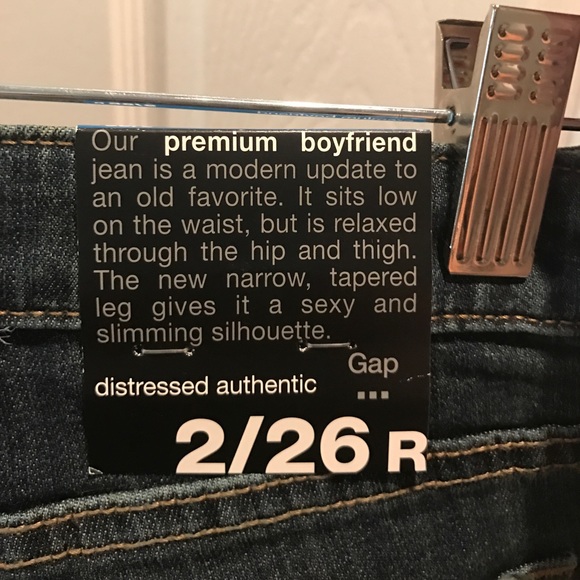 Our premium boyfriend
jean is a modern update to
an old favorite. It sits low
on the waist, but is relaxed
through the hip and thigh.
The new narrow, tapered
leg gives it a sexy and
slimming silhouette.
Gap
distressed authentic
2/26 R